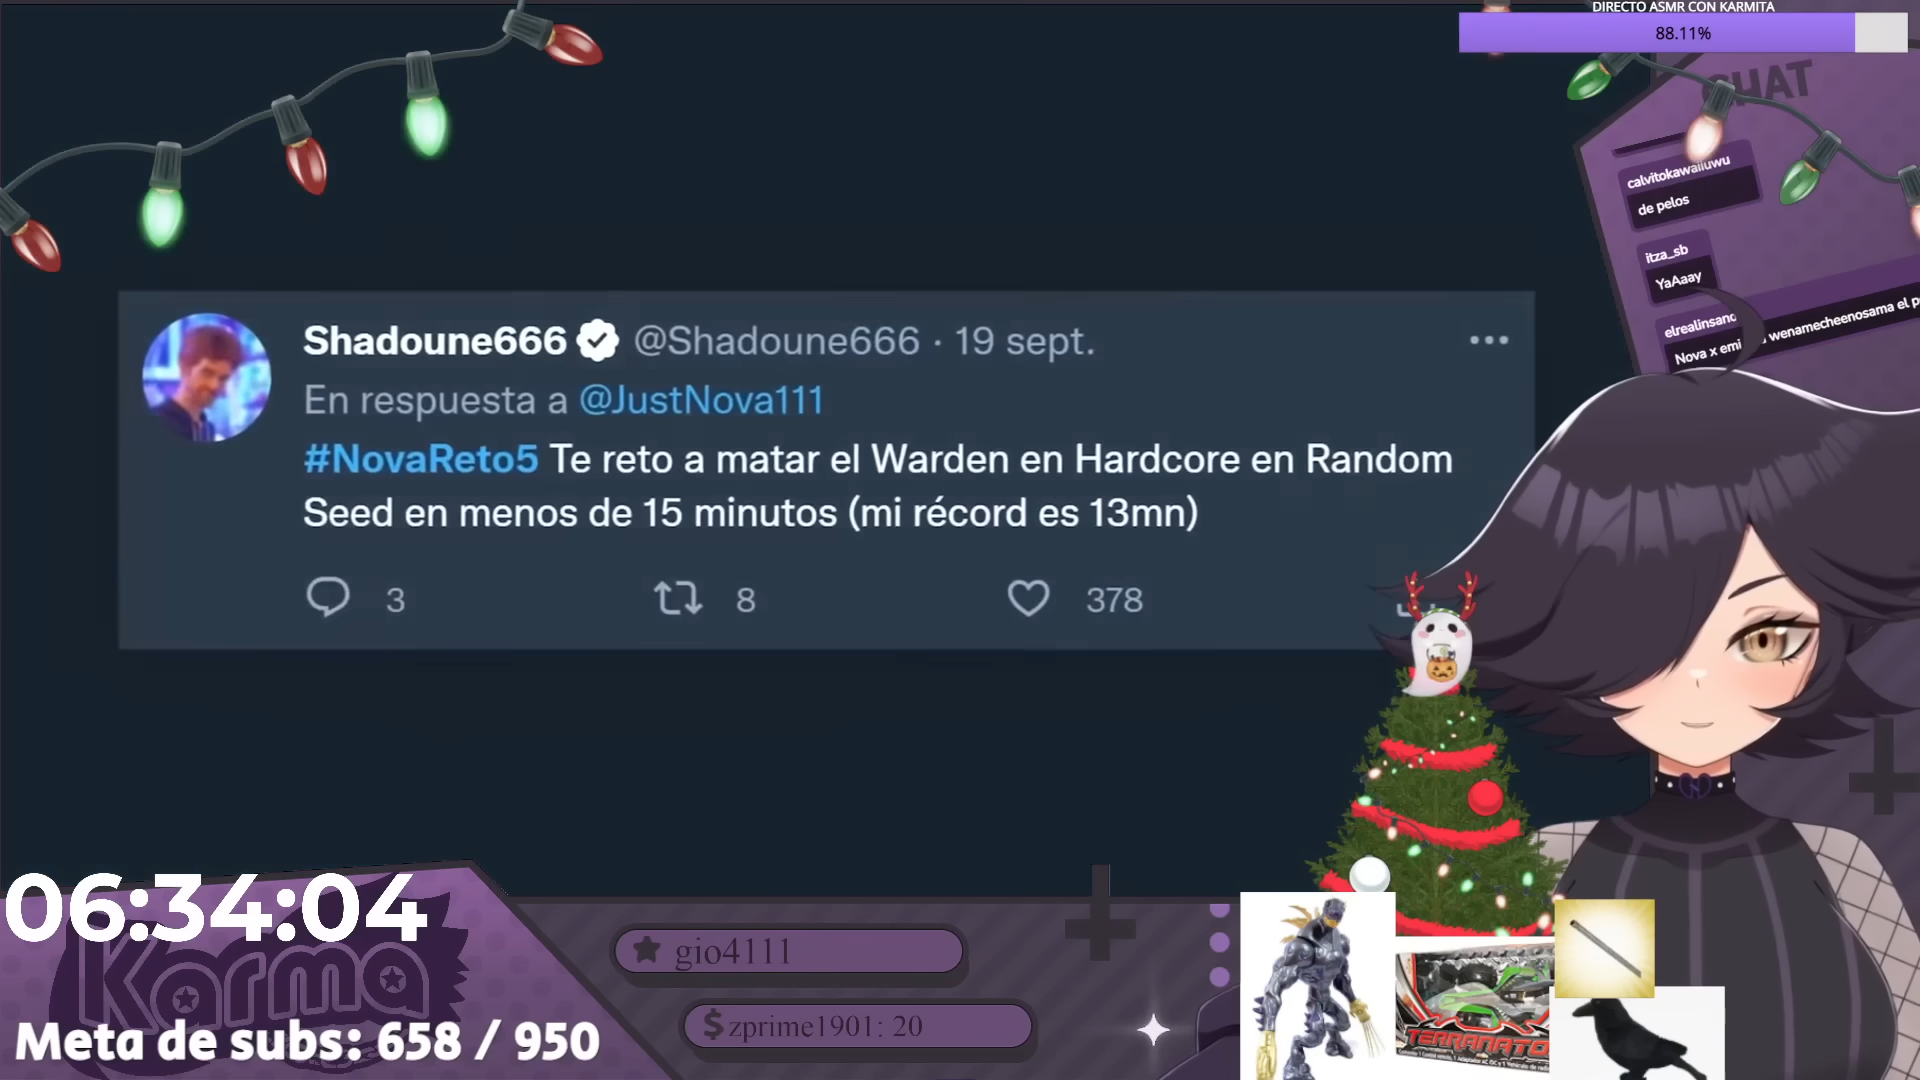 DIRECTO ASMR CON KARMITA
88.11%
CHAT
calvitokawaiiuwu
de pelos
itza_sb
YaAaay
elrealinsano
Nova x emi
wenamecheenosama el p
Shadoune666 @Shadoune666 · 19 sept.
En respuesta a @JustNova111
#NovaReto5 Te reto a matar el Warden en Hardcore en Random
Seed en menos de 15 minutos (mi récord es 13mn)
3 8 378
06:34:04
Karma
Meta de subs: 658 / 950
gio4111
zprime1901: 20
TERRANATO